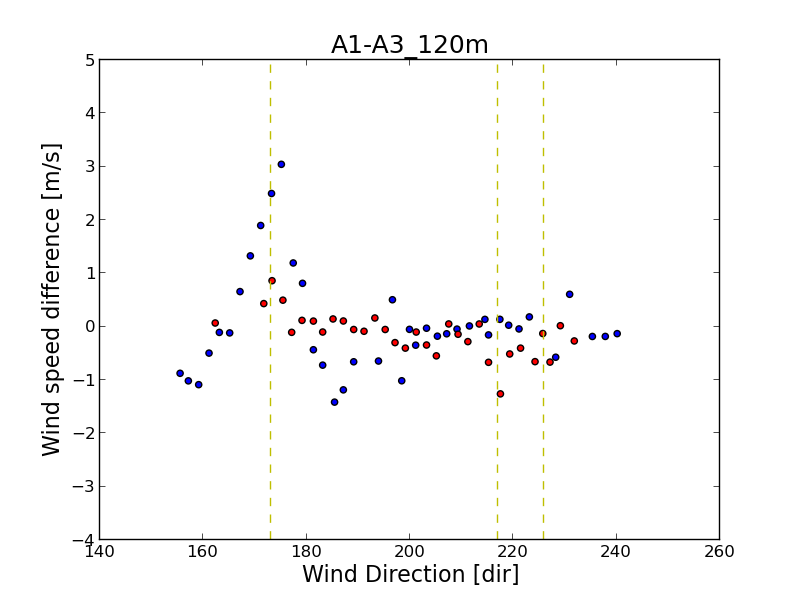 A1-A3_120m
5
4
3
2
1
0
−1
−2
−3
−4
140 160 180 200 220 240 260
Wind Direction [dir]
Wind speed difference [m/s]